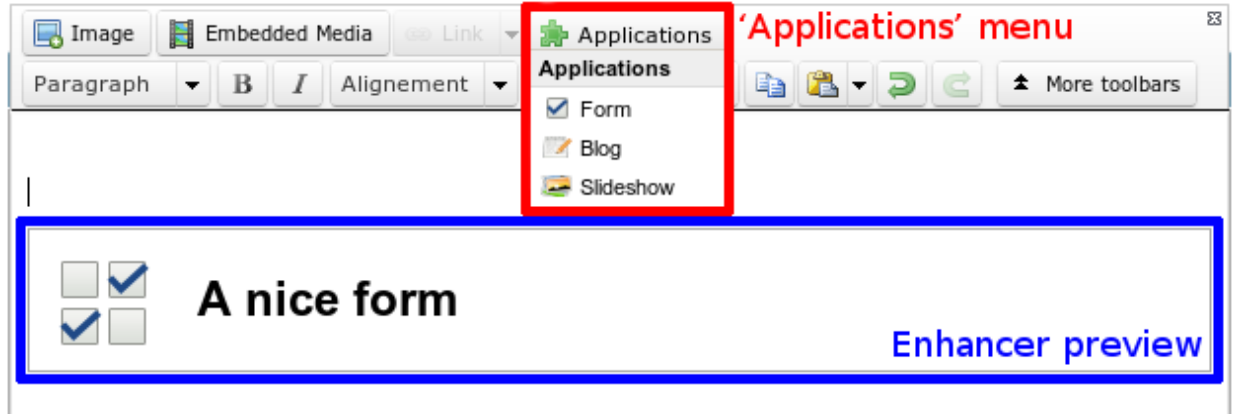 Image Embedded Media Link Applications 'Applications' menu
Applications
Paragraph B I Alignement More toolbars
Form
Blog
Slideshow
A nice form
Enhancer preview